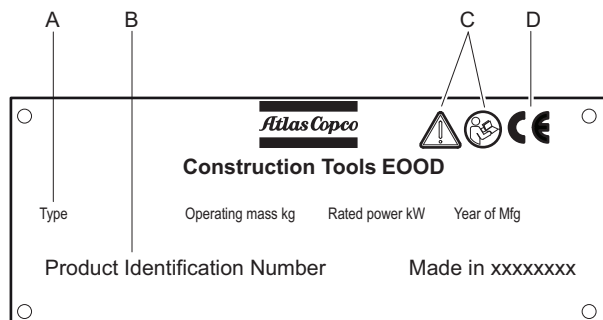 A B C D
Atlas Copco
CE
Construction Tools EOOD
Type Operating mass kg Rated power kW Year of Mfg
Product Identification Number Made in xxxxxxxx